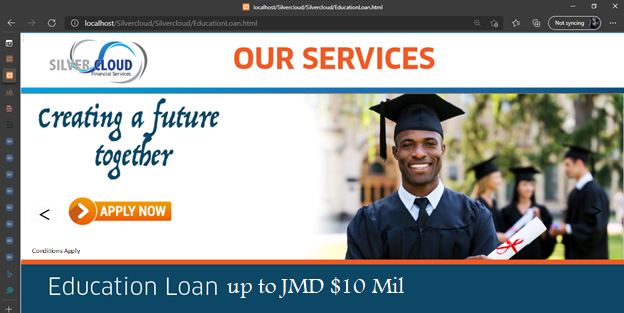 localhost/Silvercloud/Silvercloud/EducationLoan.html
localhost/Silvercloud/Silvercloud/EducationLoan.html
Not syncing
SILVER CLOUD
Financial Services
OUR SERVICES
Creating a future
together
<
APPLY NOW
Conditions Apply
Education Loan up to JMD $10 Mil